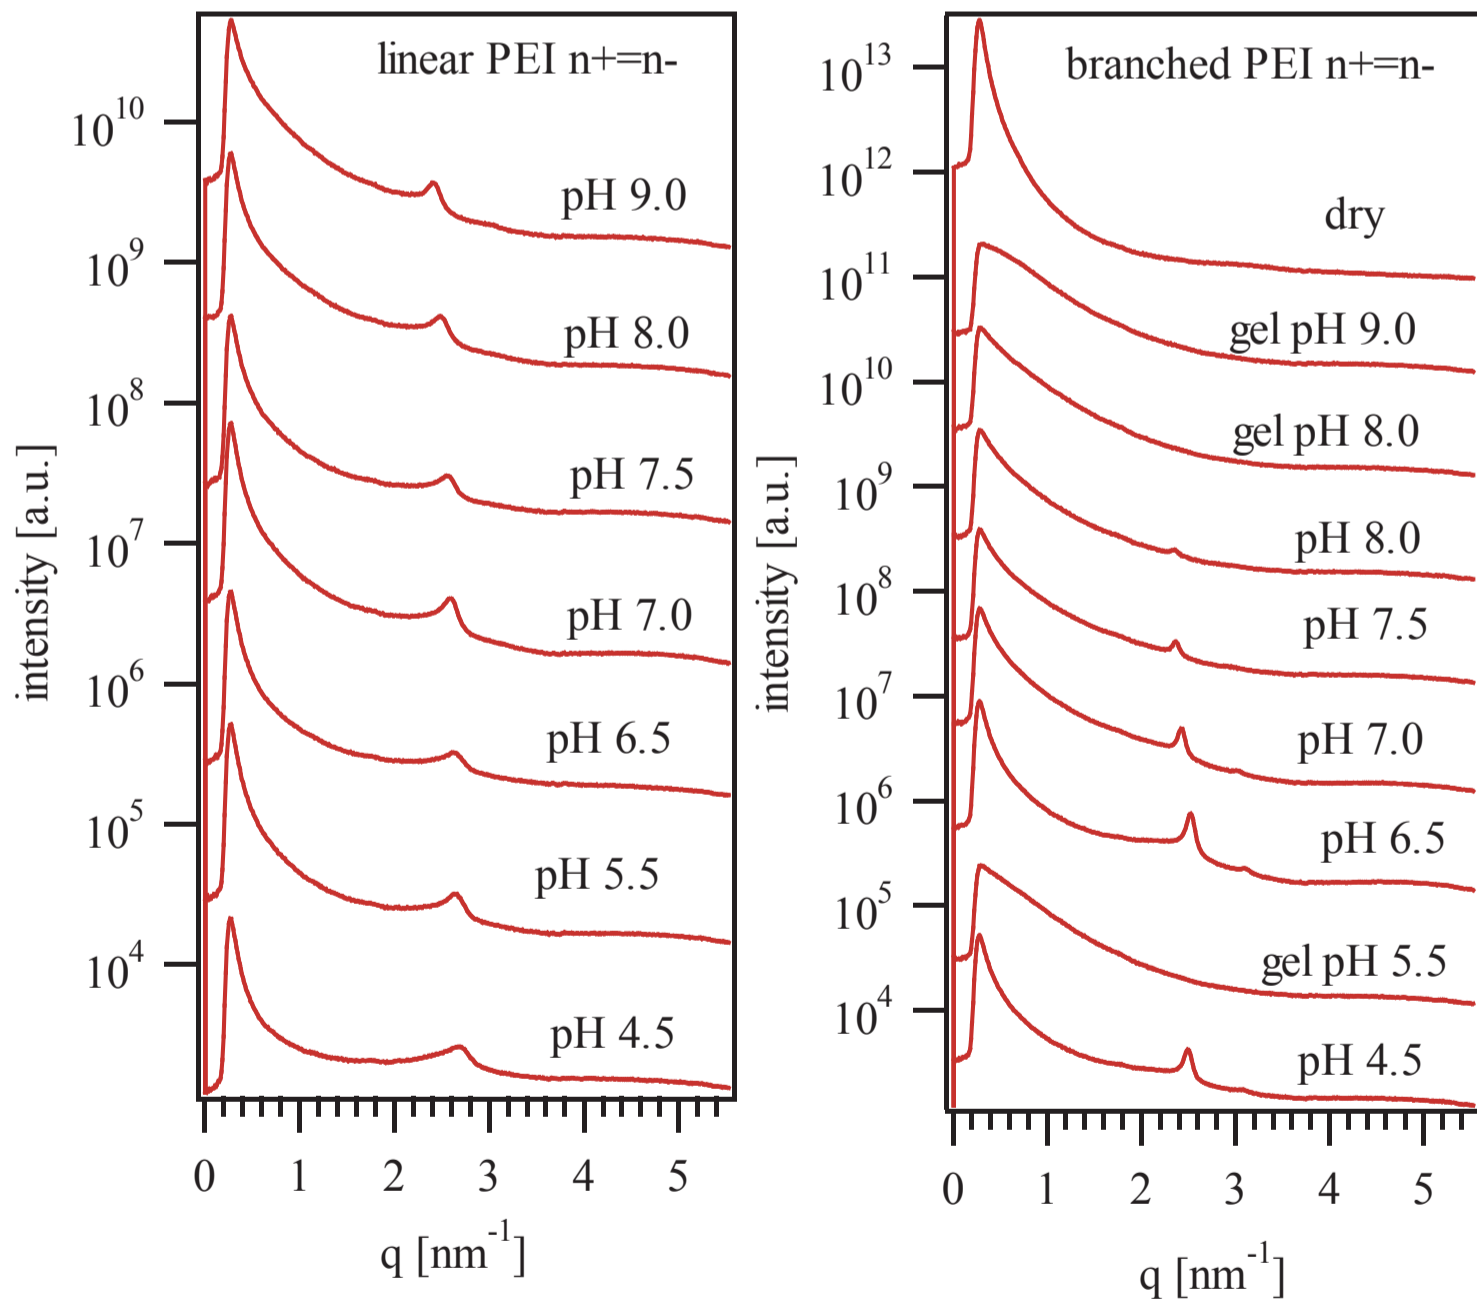 linear PEI n+=n-
10^10
10^9
10^8
10^7
10^6
10^5
10^4
intensity [a.u.]
pH 9.0
pH 8.0
pH 7.5
pH 7.0
pH 6.5
pH 5.5
pH 4.5
0 1 2 3 4 5
q [nm^-1]
branched PEI n+=n-
10^13
10^12
10^11
10^10
10^9
10^8
10^7
10^6
10^5
10^4
intensity [a.u.]
dry
gel pH 9.0
gel pH 8.0
pH 8.0
pH 7.5
pH 7.0
pH 6.5
gel pH 5.5
pH 4.5
0 1 2 3 4 5
q [nm^-1]